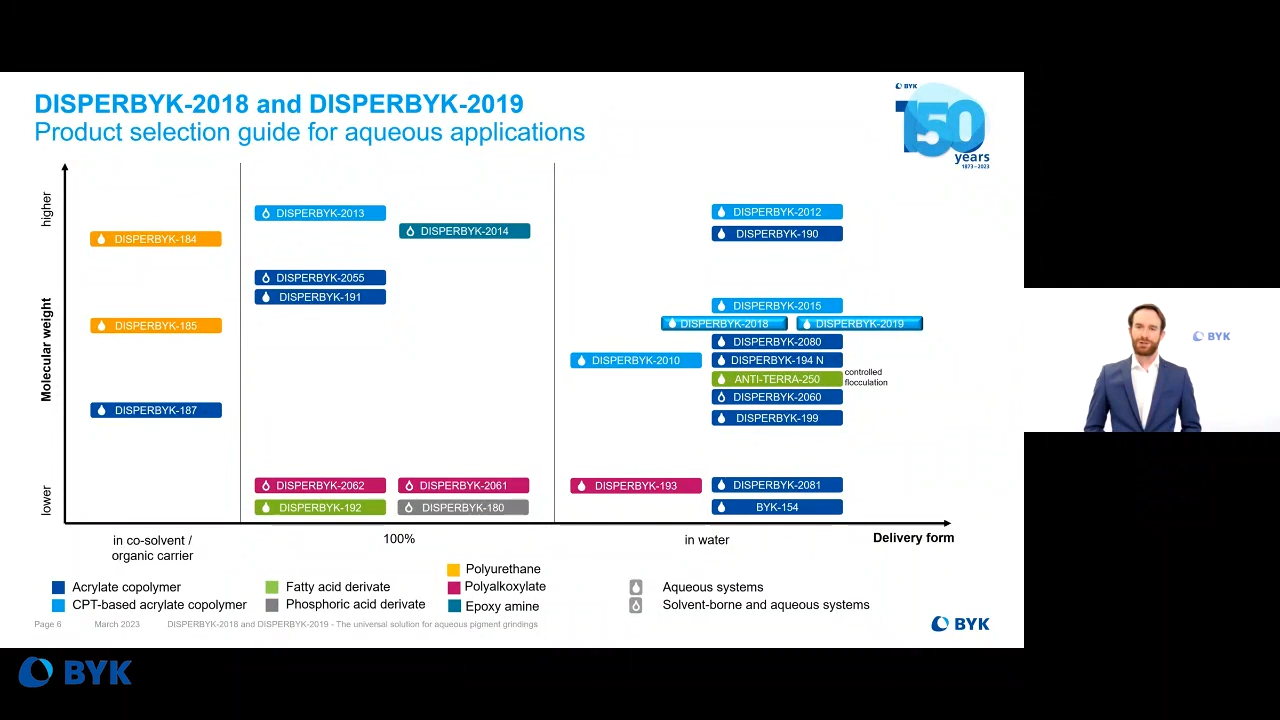 DISPERBYK-2018 and DISPERBYK-2019
Product selection guide for aqueous applications
BYK
150
years
1873–2023
higher
Molecular weight
lower
DISPERBYK-184
DISPERBYK-185
DISPERBYK-187
DISPERBYK-2013
DISPERBYK-2014
DISPERBYK-2055
DISPERBYK-191
DISPERBYK-2062
DISPERBYK-2061
DISPERBYK-192
DISPERBYK-180
DISPERBYK-2012
DISPERBYK-190
DISPERBYK-2015
DISPERBYK-2018
DISPERBYK-2019
DISPERBYK-2080
DISPERBYK-2010
DISPERBYK-194 N
ANTI-TERRA-250
controlled
flocculation
DISPERBYK-2060
DISPERBYK-199
DISPERBYK-193
DISPERBYK-2081
BYK-154
in co-solvent /
organic carrier
100%
in water
Delivery form
Acrylate copolymer
CPT-based acrylate copolymer
Fatty acid derivate
Phosphoric acid derivate
Polyurethane
Polyalkoxylate
Epoxy amine
Aqueous systems
Solvent-borne and aqueous systems
Page 6 March 2023 DISPERBYK-2018 and DISPERBYK-2019 - The universal solution for aqueous pigment grindings
BYK
BYK
BYK